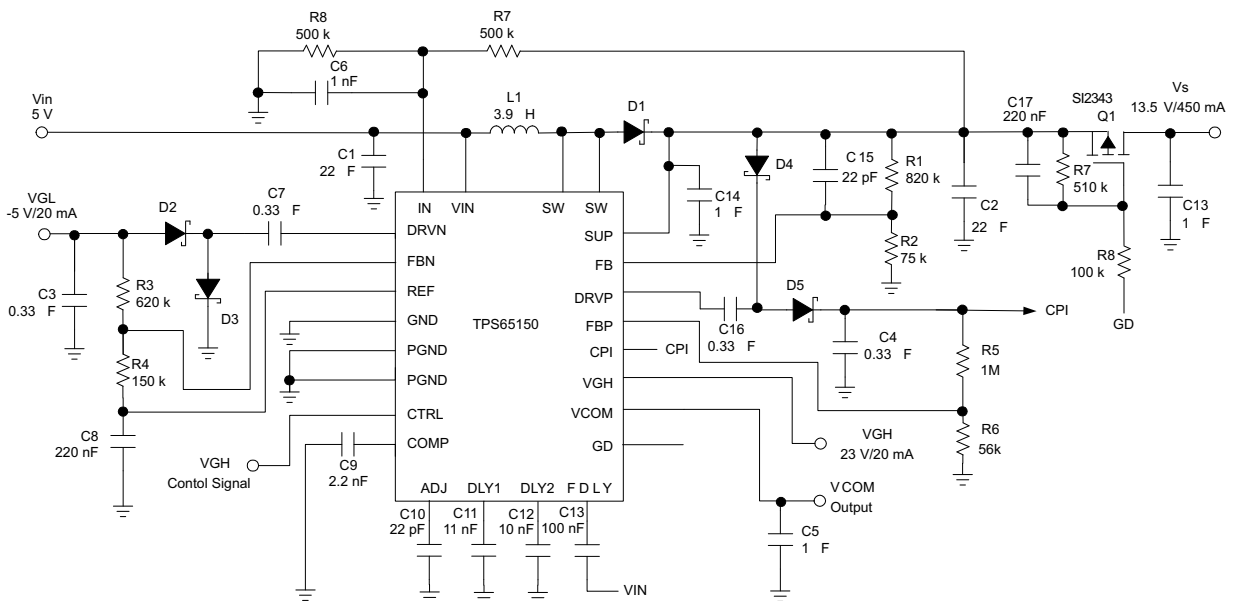 R8
500 k
R7
500 k
C6
1 nF
Vin
5 V
L1
3.9 H
D1
C17
220 nF
SI2343
Q1
Vs
13.5 V/450 mA
C1
22 F
D4
C 15
22 pF
R1
820 k
R7
510 k
VGL
-5 V/20 mA
C7
0.33 F
D2
C14
1 F
C2
22 F
C13
1 F
IN
VIN
SW
SW
DRVN
SUP
FBN
FB
R2
75 k
R8
100 k
C3
0.33 F
R3
620 k
D3
REF
DRVP
D5
GND
TPS65150
FBP
C16
0.33 F
CPI
GD
R4
150 k
PGND
CPI
CPI
C4
0.33 F
R5
1M
PGND
VGH
CTRL
VCOM
C8
220 nF
VGH
Contol Signal
C9
2.2 nF
COMP
GD
VGH
23 V/20 mA
R6
56k
ADJ
DLY1
DLY2
F D L Y
V COM
Output
C10
22 pF
C11
11 nF
C12
10 nF
C13
100 nF
C5
1 F
VIN